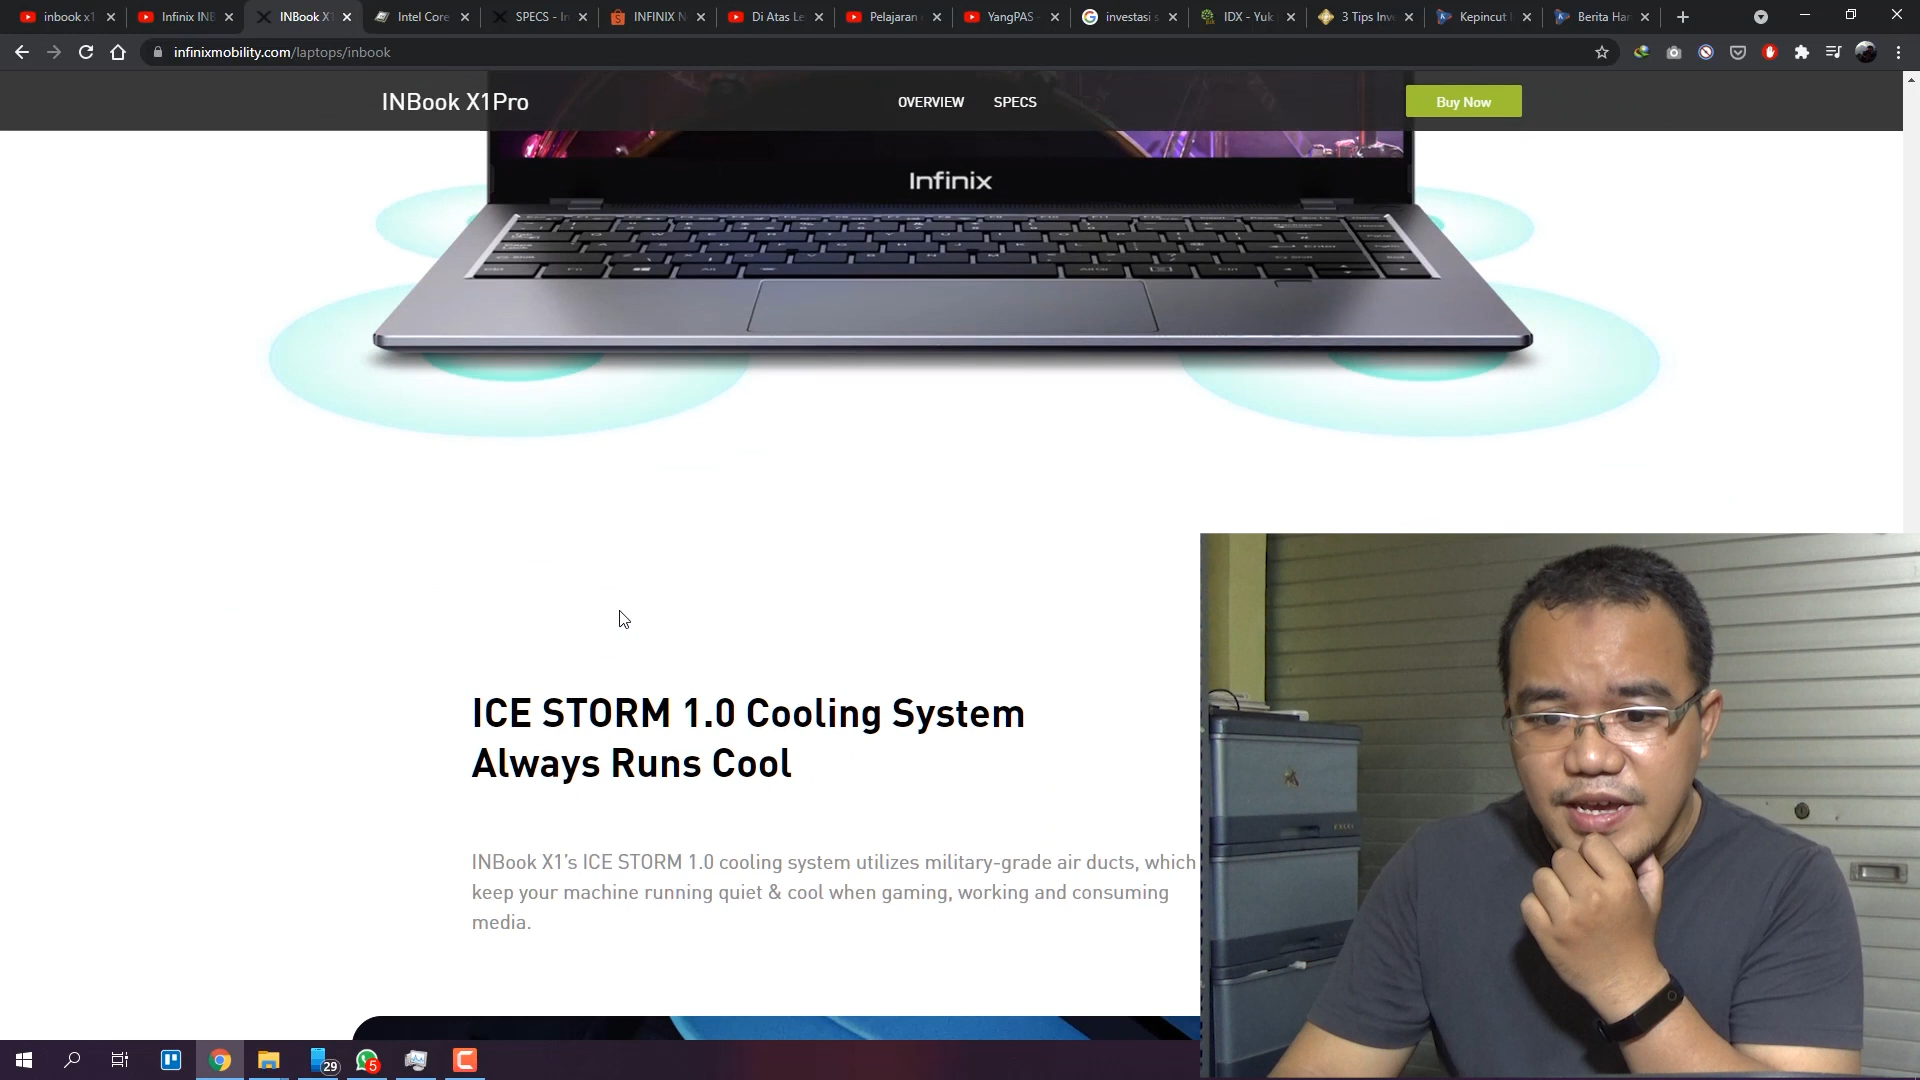 inbook x1
Infinix INB
INBook X1
Intel Core
SPECS - In
INFINIX N
Di Atas Le
Pelajaran
YangPAS -
investasi s
IDX - Yuk
3 Tips Inv
Kepincut
Berita Har
infinixmobility.com/laptops/inbook
INBook X1Pro
OVERVIEW
SPECS
Buy Now
Infinix
ICE STORM 1.0 Cooling System
Always Runs Cool
INBook X1's ICE STORM 1.0 cooling system utilizes military-grade air ducts, which
keep your machine running quiet & cool when gaming, working and consuming
media.
29
5